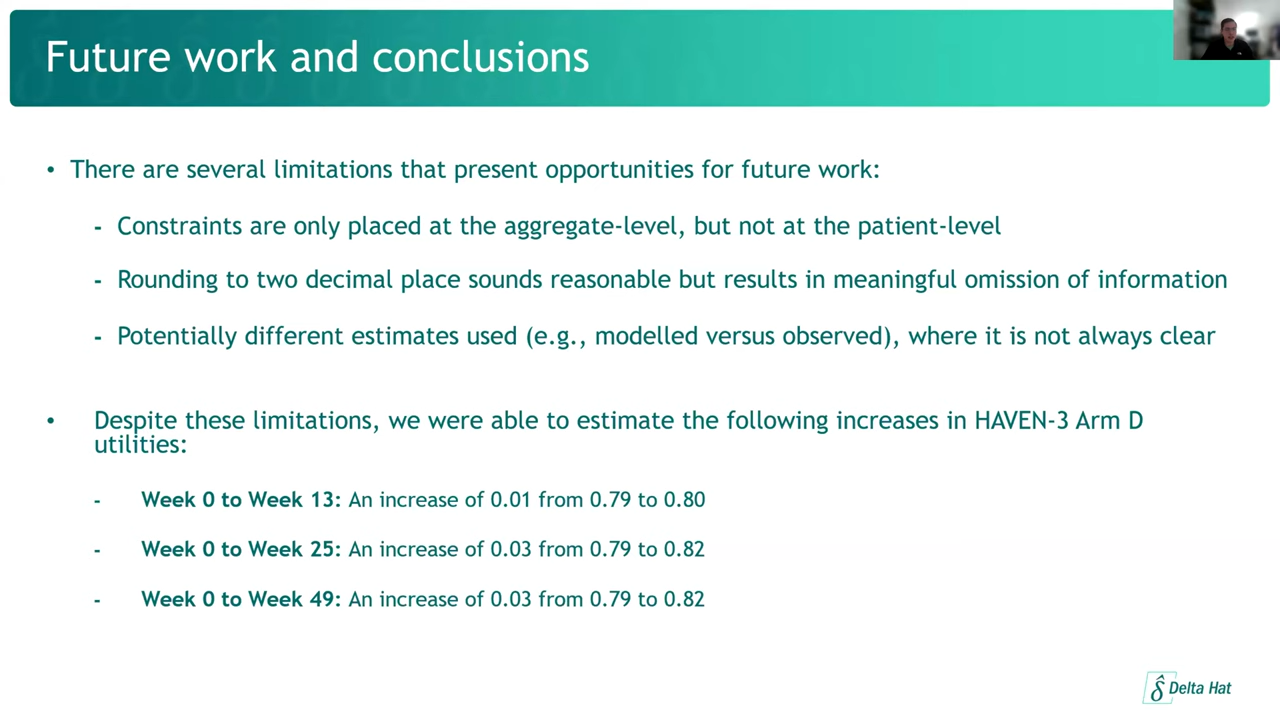 Future work and conclusions
• There are several limitations that present opportunities for future work:
- Constraints are only placed at the aggregate-level, but not at the patient-level
- Rounding to two decimal place sounds reasonable but results in meaningful omission of information
- Potentially different estimates used (e.g., modelled versus observed), where it is not always clear
• Despite these limitations, we were able to estimate the following increases in HAVEN-3 Arm D
utilities:
- Week 0 to Week 13: An increase of 0.01 from 0.79 to 0.80
- Week 0 to Week 25: An increase of 0.03 from 0.79 to 0.82
- Week 0 to Week 49: An increase of 0.03 from 0.79 to 0.82
δ̂ Delta Hat